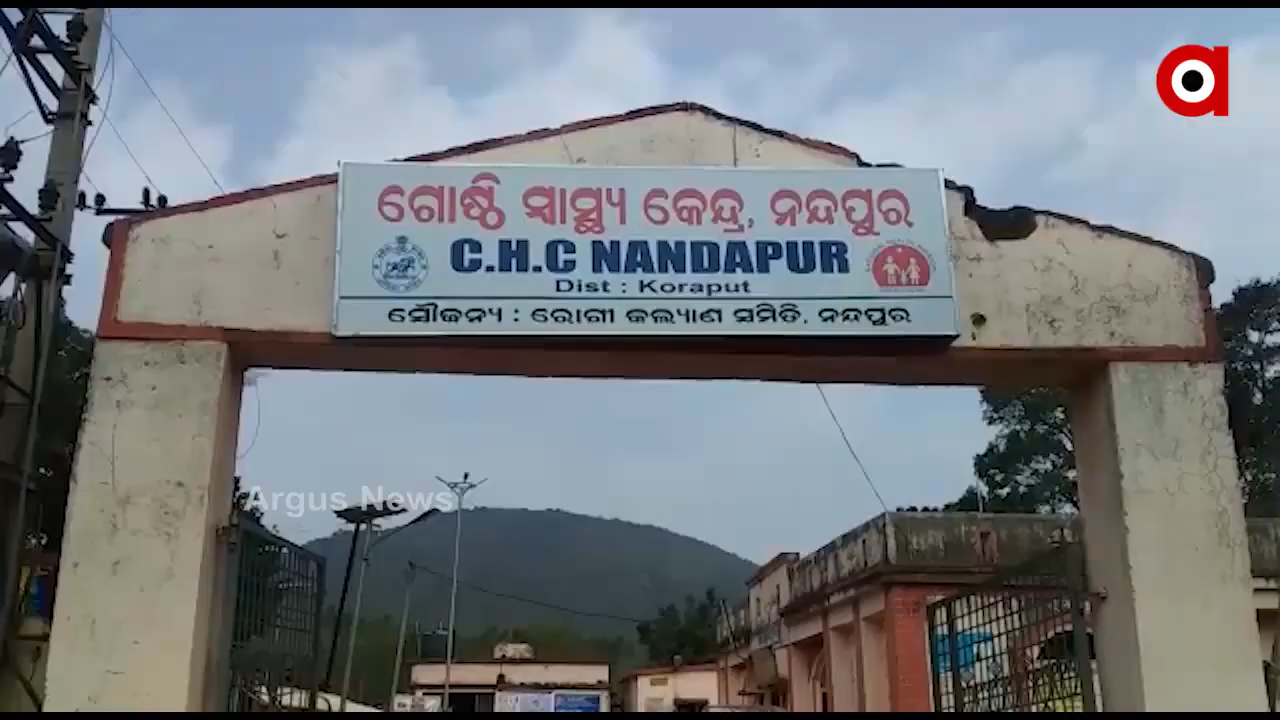 ଗୋଷ୍ଠି ସ୍ୱାସ୍ଥ୍ୟ କେନ୍ଦ୍ର, ନନ୍ଦପୁର
C.H.C NANDAPUR
Dist : Koraput
ସୌଜନ୍ୟ : ରୋଗୀ କଲ୍ୟାଣ ସମିତି, ନନ୍ଦପୁର
Argus News